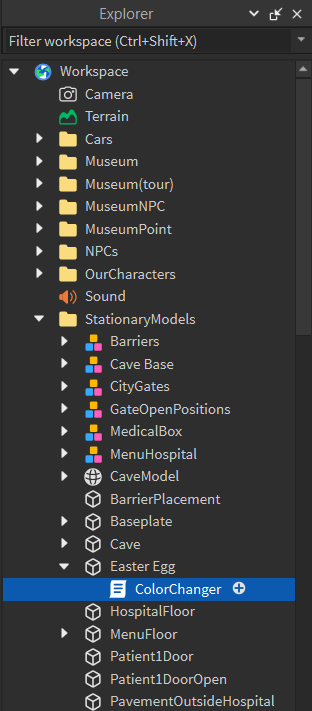 Explorer
Filter workspace (Ctrl+Shift+X)
Workspace
Camera
Terrain
Cars
Museum
Museum(tour)
MuseumNPC
MuseumPoint
NPCs
OurCharacters
Sound
StationaryModels
Barriers
Cave Base
CityGates
GateOpenPositions
MedicalBox
MenuHospital
CaveModel
BarrierPlacement
Baseplate
Cave
Easter Egg
ColorChanger
HospitalFloor
MenuFloor
Patient1Door
Patient1DoorOpen
PavementOutsideHospital